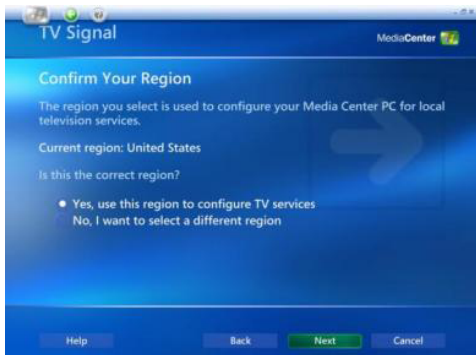 TV Signal
MediaCenter
Confirm Your Region
The region you select is used to configure your Media Center PC for local
television services.
Current region: United States
Is this the correct region?
Yes, use this region to configure TV services
No, I want to select a different region
Help
Back
Next
Cancel